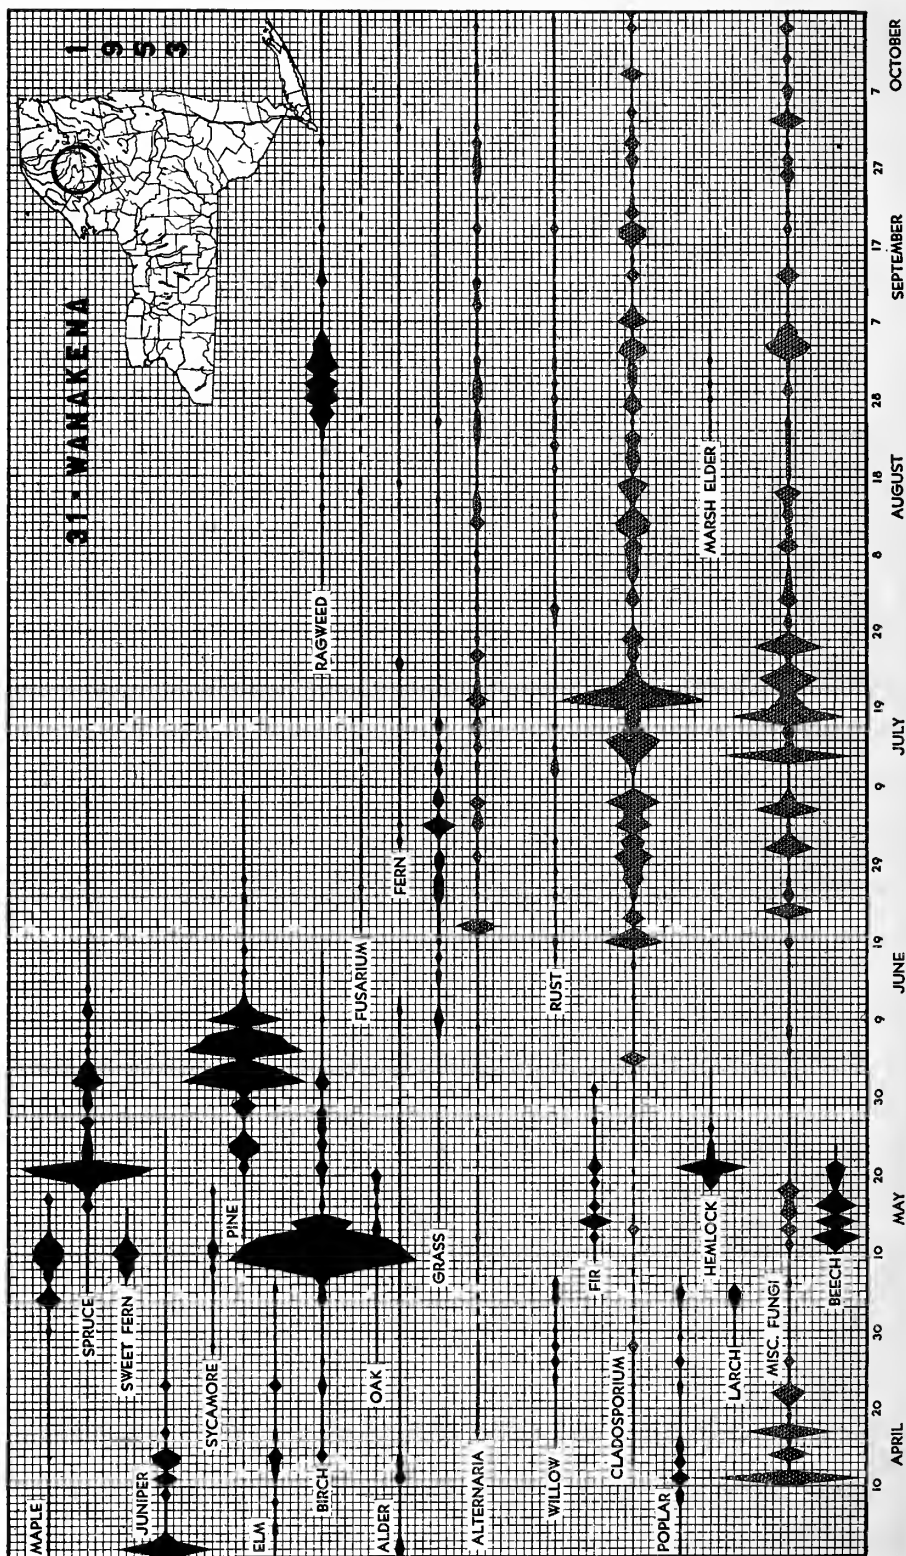 31 - WANAKENA
1953
MAPLE
SPRUCE
SWEET FERN
JUNIPER
SYCAMORE
PINE
ELM
BIRCH
RAGWEED
FUSARIUM
OAK
FERN
ALDER
GRASS
ALTERNARIA
WILLOW
RUST
FIR
CLADOSPORIUM
POPLAR
HEMLOCK
MARSH ELDER
LARCH
MISC. FUNGI
BEECH
10 20 30 10 20 30 9 19 29 9 19 29 8 18 28 7 17 27 7
APRIL MAY JUNE JULY AUGUST SEPTEMBER OCTOBER